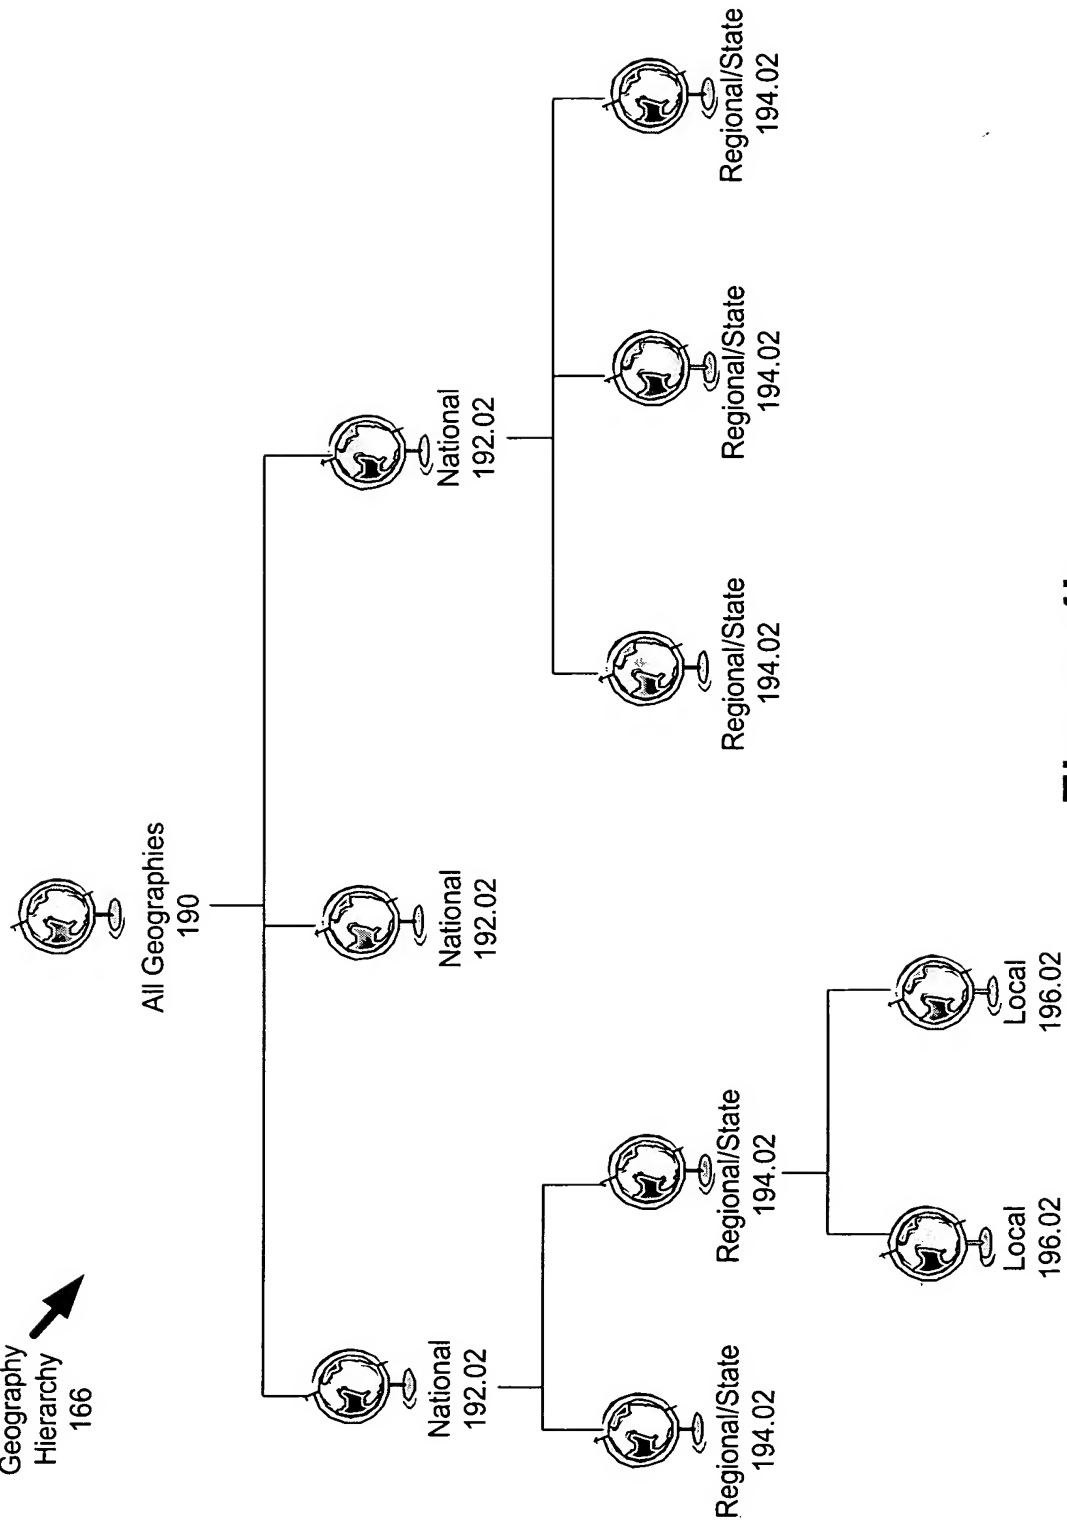 Geography
Hierarchy
166
All Geographies
190
National
192.02
National
192.02
National
192.02
Regional/State
194.02
Regional/State
194.02
Regional/State
194.02
Regional/State
194.02
Regional/State
194.02
Local
196.02
Local
196.02